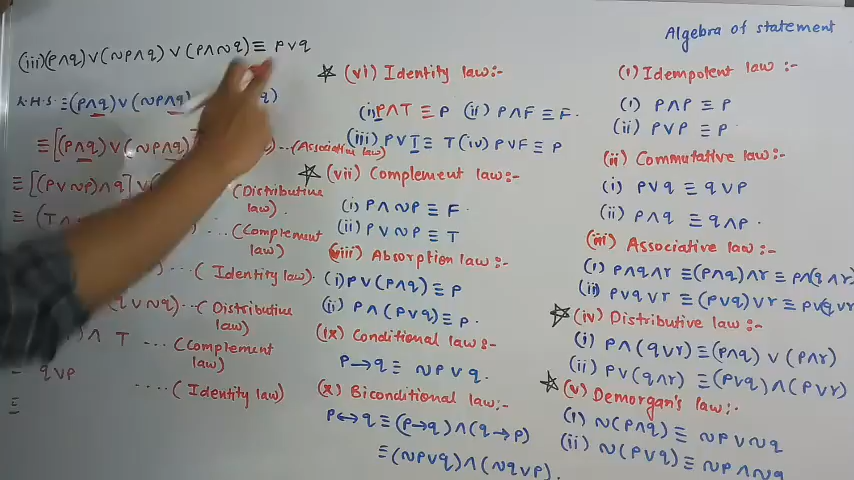 Algebra of statement
(iii)(p∧q)∨(∼p∧q)∨(p∧∼q)≡ p∨q
R.H.S. ≡(p∧q)∨(∼p∧q) q)
≡[(p∧q)∨(∼p∧q)] ..(Associative law)
≡[(p∨∼p)∧q]∨( (Distributive law).
≡ (T∧ .. (Complement law)
...( Identity law).
(q∨∼q)...( Distributive law)
)∧ T ... (Complement law)
q∨p
.... ( Identity law)
≡
☆ (vi) Identity law:-
(i) p∧T ≡ p (ii) p∧F ≡ F.
(iii) p∨T ≡ T (iv) p∨F ≡ p
☆ (vii) Complement law:-
(i) p∧∼p ≡ F.
(ii) p∨∼p ≡ T
(viii) Absorption law:-
(i) p∨(p∧q) ≡ p
(ii) p∧(p∨q) ≡ p.
(ix) Conditional law:-
p→q ≡ ∼p∨q.
(x) Biconditional law:-
p↔q ≡ (p→q)∧(q→p)
≡(∼p∨q)∧(∼q∨p).
(i) Idempolent law:-
(i) p∧p ≡ p
(ii) p∨p ≡ p.
(ii) Commutative law:-
(i) p∨q ≡ q∨p
(ii) p∧q ≡ q∧p.
(iii) Associative law:-
(i) p∧q∧r ≡(p∧q)∧r ≡ p∧(q∧r)
(ii) p∨q∨r ≡ (p∨q)∨r ≡ p∨(q∨r)
☆ (iv) Distributive law:-
(i) p∧(q∨r) ≡(p∧q) ∨ (p∧r)
(ii) p∨(q∧r) ≡(p∨q)∧(p∨r)
☆ (v) Demorgan's law:-
(i) ∼(p∧q) ≡ ∼p∨∼q
(ii) ∼(p∨q) ≡ ∼p∧∼q